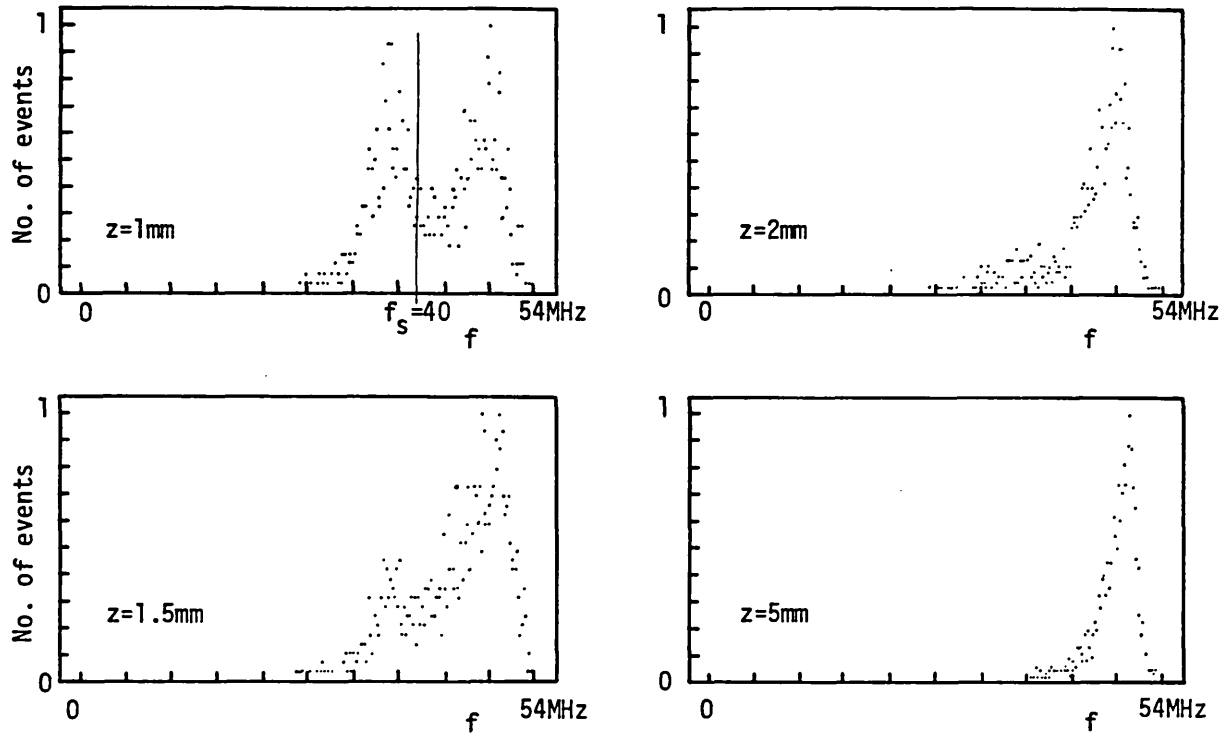 1
No. of events
z=1mm
0
0
f_s=40
54MHz
f
1
z=2mm
0
0
54MHz
f
1
No. of events
z=1.5mm
0
0
54MHz
f
1
z=5mm
0
0
54MHz
f